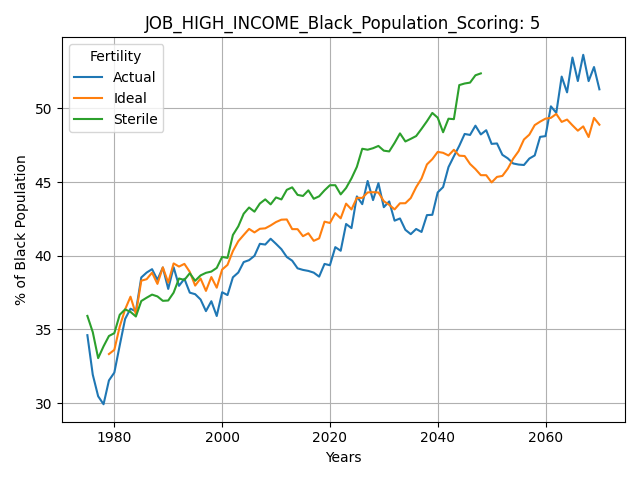 JOB_HIGH_INCOME_Black_Population_Scoring: 5
Fertility
Actual
Ideal
Sterile
% of Black Population
50
45
40
35
30
1980
2000
2020
2040
2060
Years